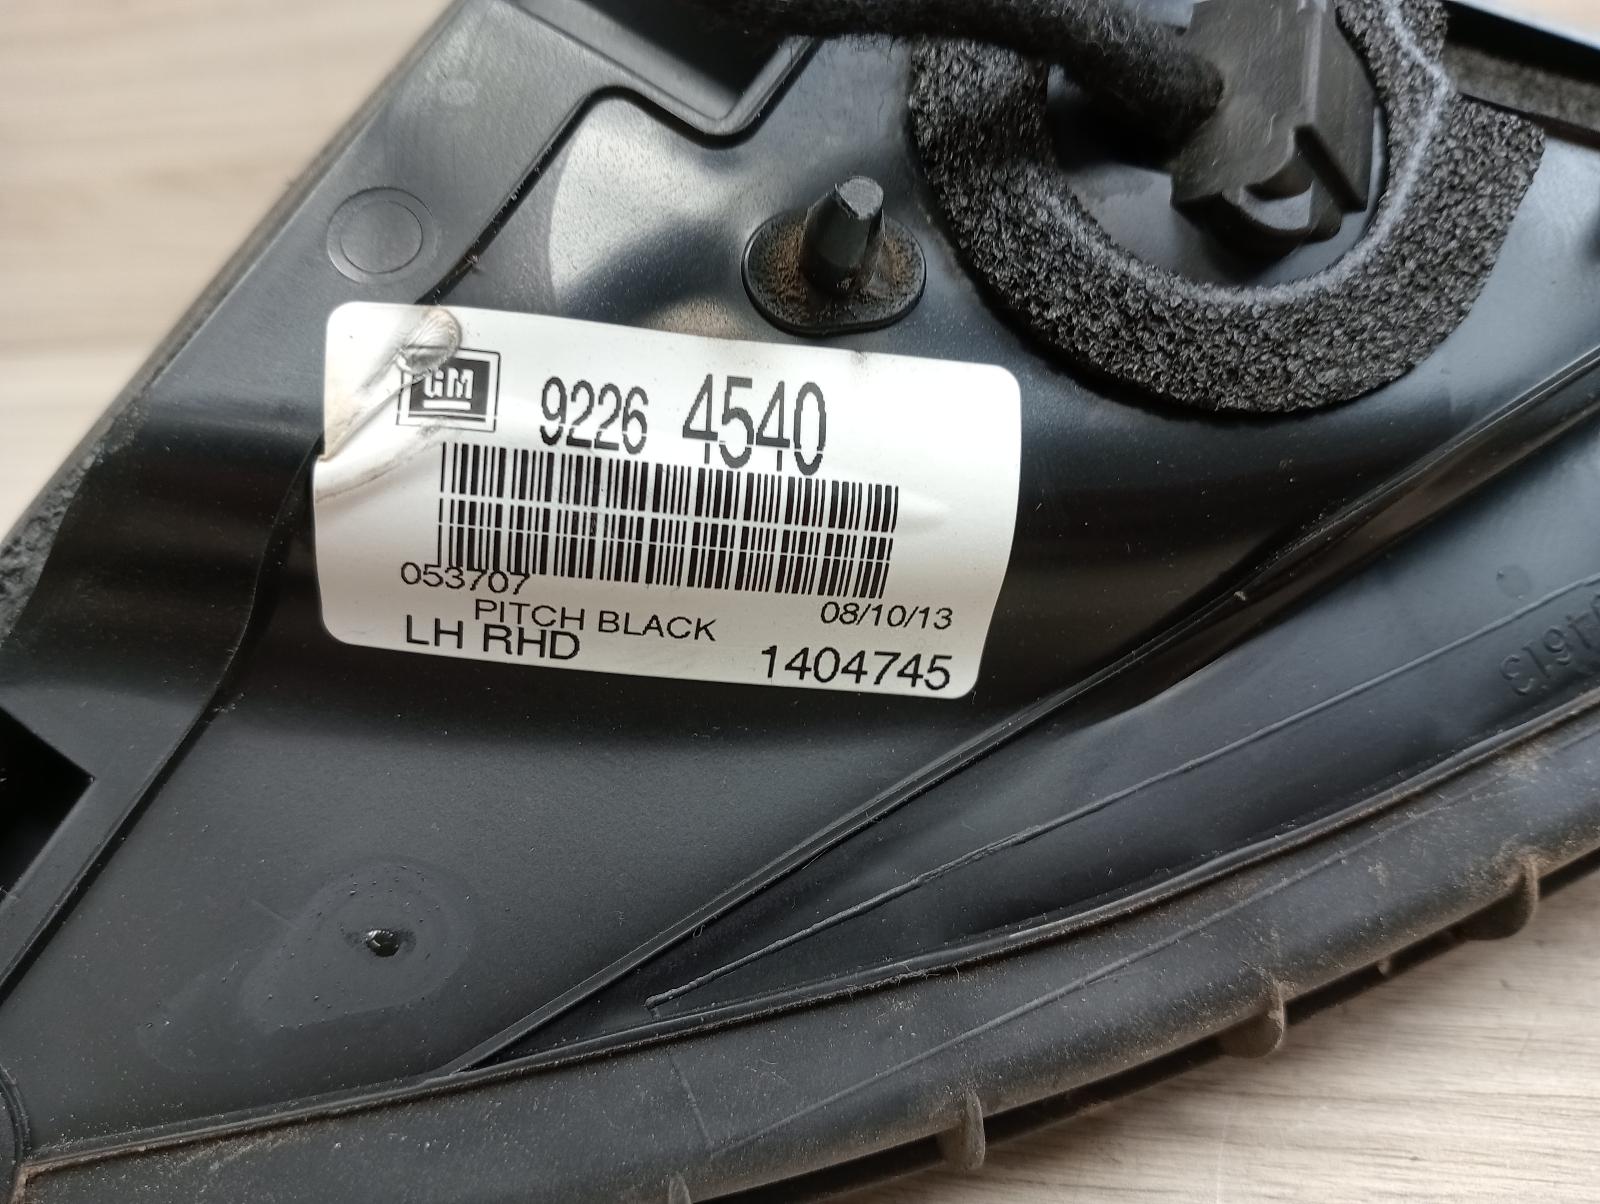 GM
9226 4540
053707
08/10/13
PITCH BLACK
LH RHD
1404745